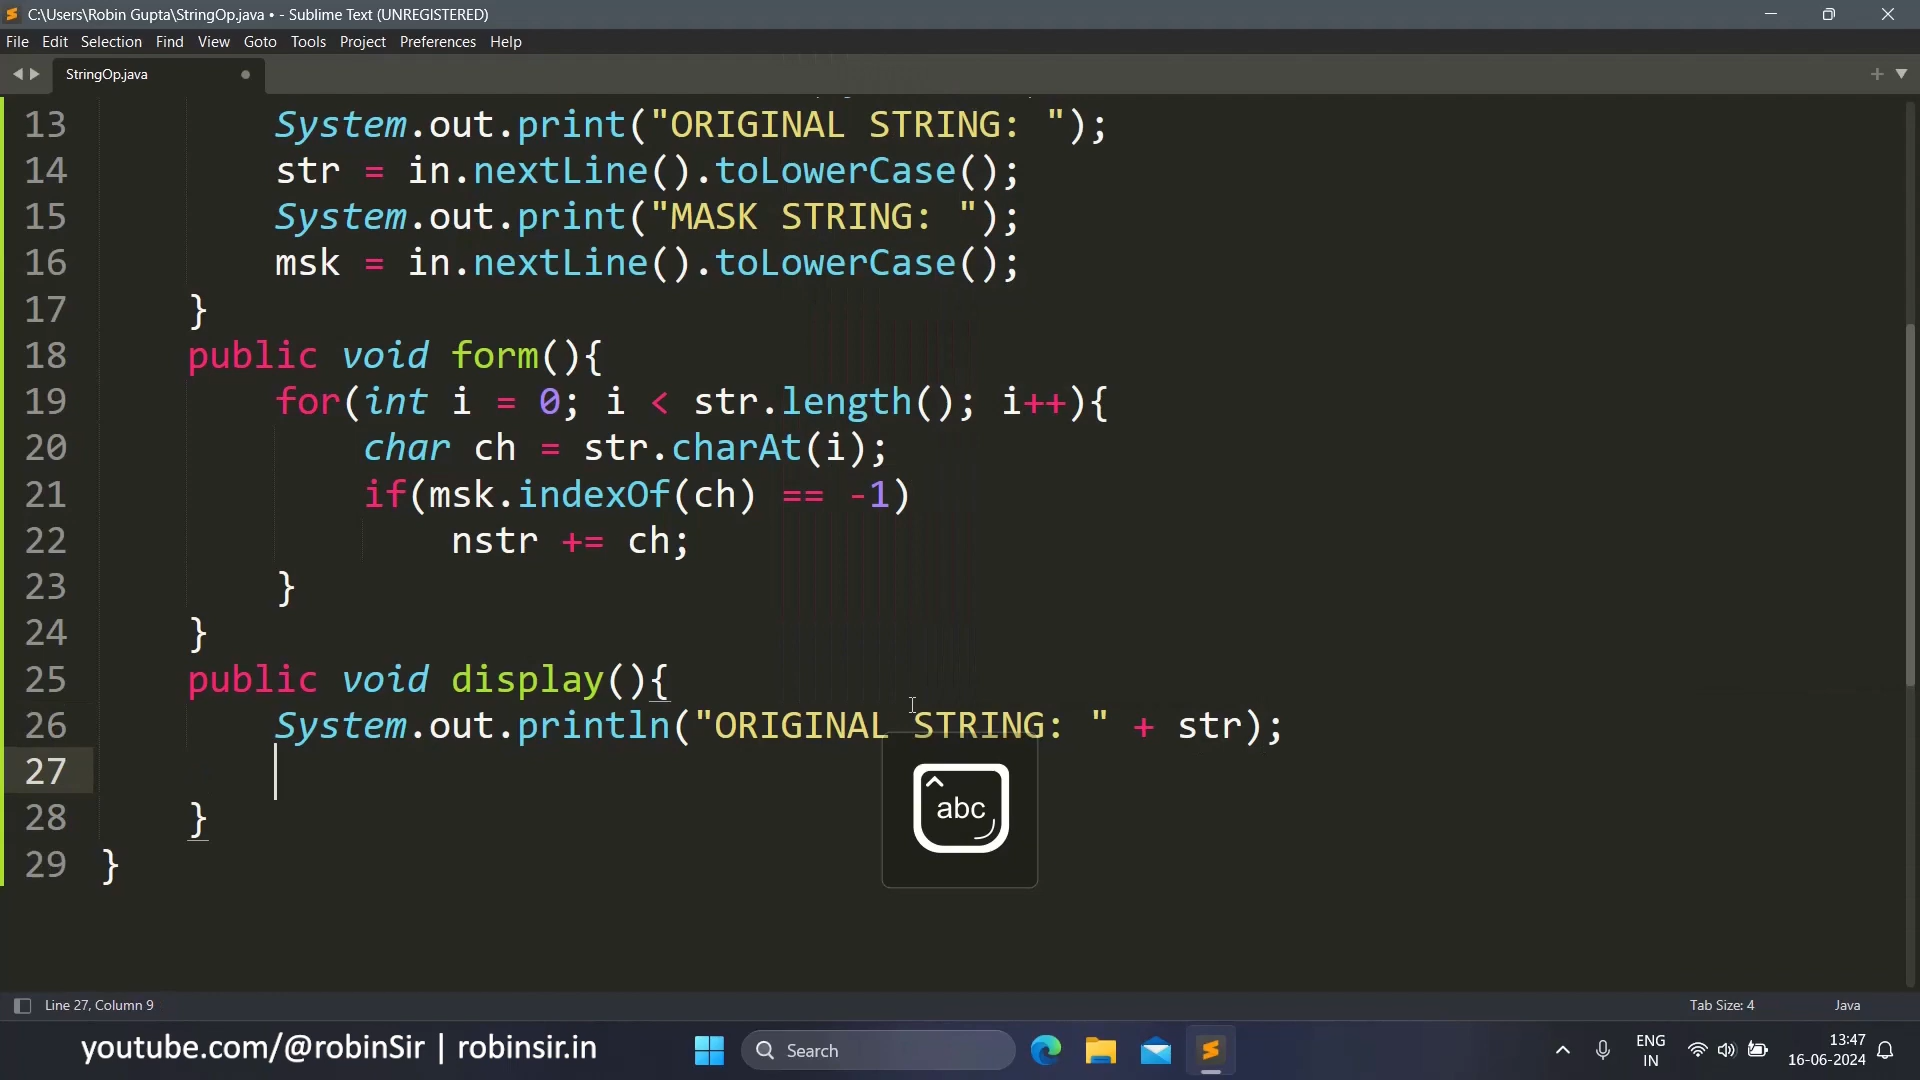 C:\Users\Robin Gupta\StringOp.java • - Sublime Text (UNREGISTERED)
File Edit Selection Find View Goto Tools Project Preferences Help
StringOp.java
13 System.out.print("ORIGINAL STRING: ");
14 str = in.nextLine().toLowerCase();
15 System.out.print("MASK STRING: ");
16 msk = in.nextLine().toLowerCase();
17 }
18 public void form(){
19 for(int i = 0; i < str.length(); i++){
20 char ch = str.charAt(i);
21 if(msk.indexOf(ch) == -1)
22 nstr += ch;
23 }
24 }
25 public void display(){
26 System.out.println("ORIGINAL STRING: " + str);
27
28 }
29 }
abc
Line 27, Column 9
Tab Size: 4 Java
youtube.com/@robinSir | robinsir.in
Search
ENG
IN
13:47
16-06-2024